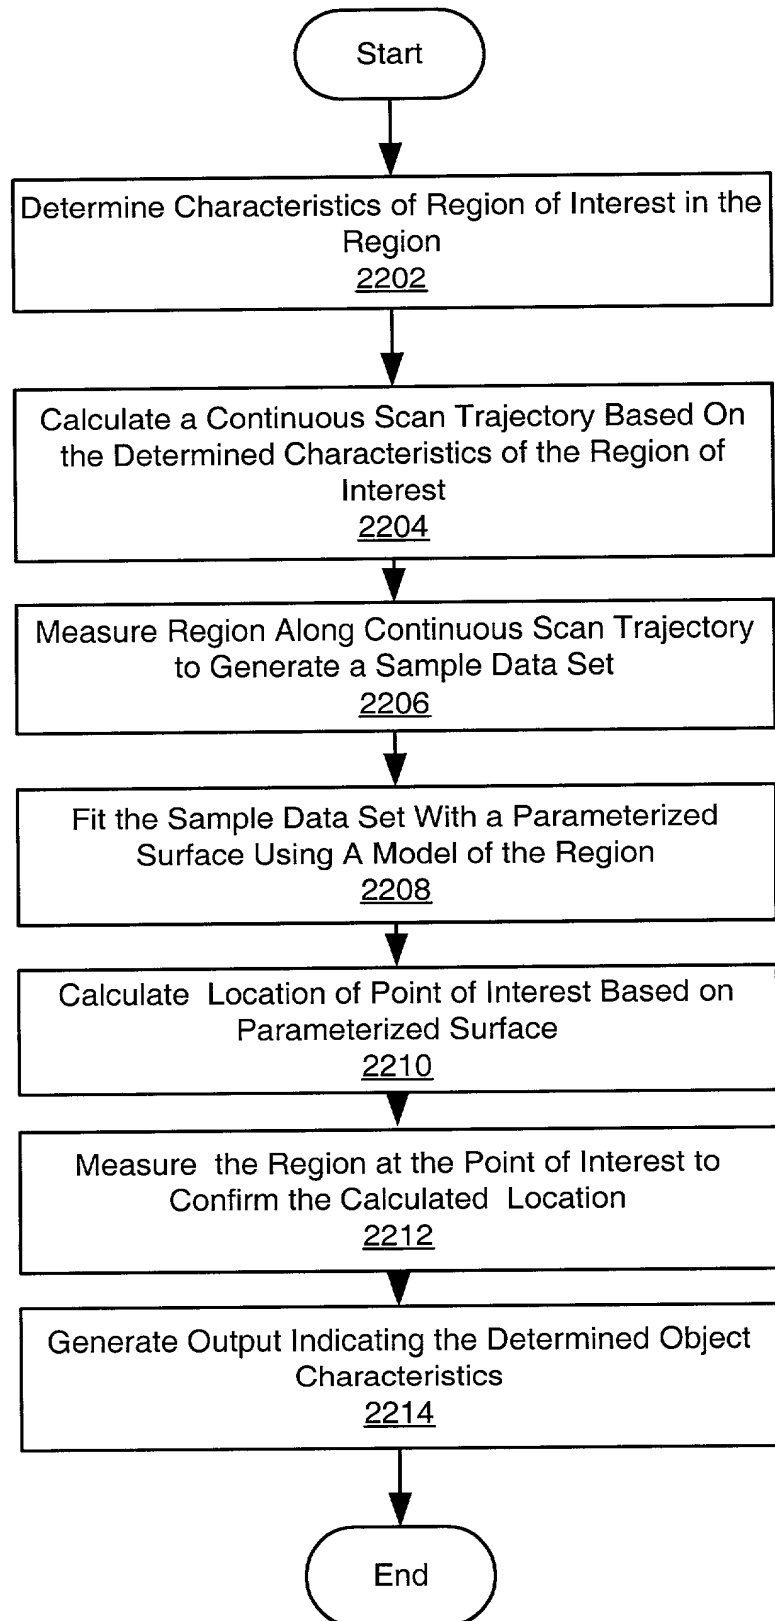 Start
Determine Characteristics of Region of Interest in the
Region
2202
Calculate a Continuous Scan Trajectory Based On
the Determined Characteristics of the Region of
Interest
2204
Measure Region Along Continuous Scan Trajectory
to Generate a Sample Data Set
2206
Fit the Sample Data Set With a Parameterized
Surface Using A Model of the Region
2208
Calculate Location of Point of Interest Based on
Parameterized Surface
2210
Measure the Region at the Point of Interest to
Confirm the Calculated Location
2212
Generate Output Indicating the Determined Object
Characteristics
2214
End